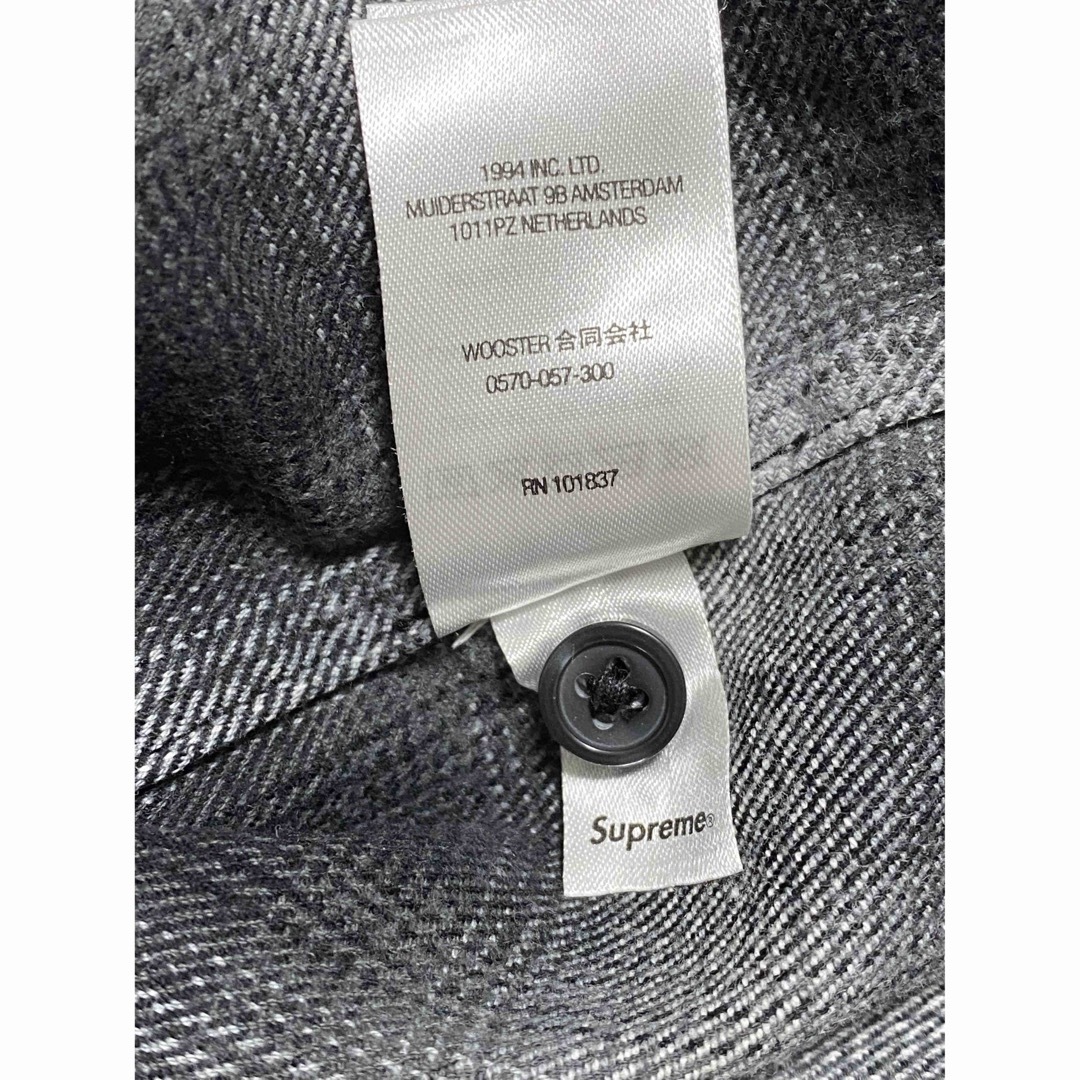 1994 INC. LTD.
MUIDERSTRAAT 9B AMSTERDAM
1011PZ NETHERLANDS
WOOSTER 合同会社
0570-057-300
RN 101837
Supreme®